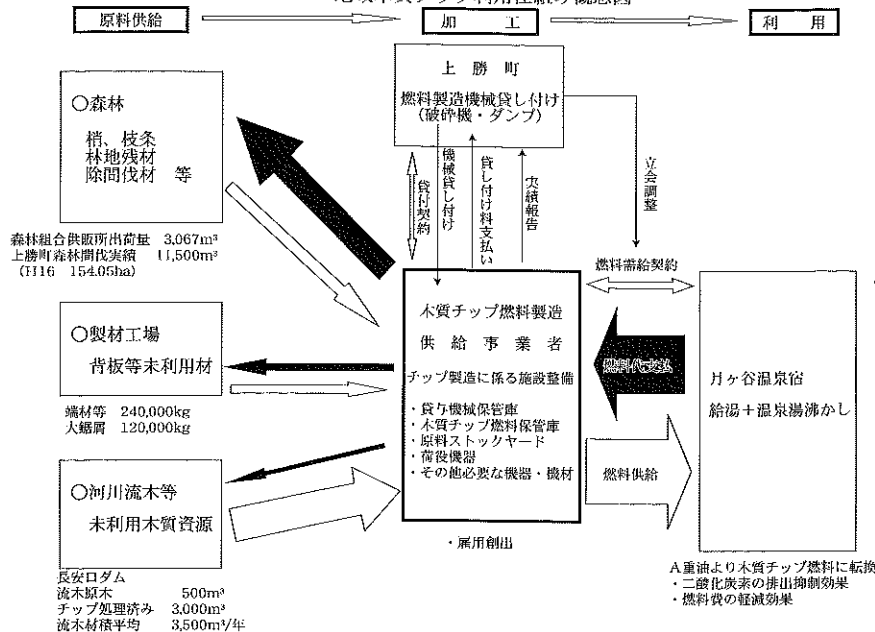 原料供給
加　工
利　用
上　勝　町
燃料製造機械貸し付け
(破砕機・ダンプ)
○森林
梢、枝条
林地残材
除間伐材　等
森林組合供販所出荷量　3,067m³
上勝町森林間伐実績　11,500m³
(H16　154.05ha)
貸付契約
機械貸し付け
貸し付け料支払い
実績報告
立会調整
燃料需給契約
○製材工場
背板等未利用材
端材等　240,000kg
大鋸屑　120,000kg
木質チップ燃料製造
供　給　事　業　者
チップ製造に係る施設整備
・貸与機械保管庫
・木質チップ燃料保管庫
・原料ストックヤード
・荷役機器
・その他必要な機器・機材
・雇用創出
燃料代支払
燃料供給
月ヶ谷温泉宿
給湯＋温泉湯沸かし
○河川流木等
未利用木質資源
長安口ダム
流木原木　500m³
チップ処理済み　3,000m³
流木材積平均　3,500m³/年
A重油より木質チップ燃料に転換
・二酸化炭素の排出抑制効果
・燃料費の軽減効果